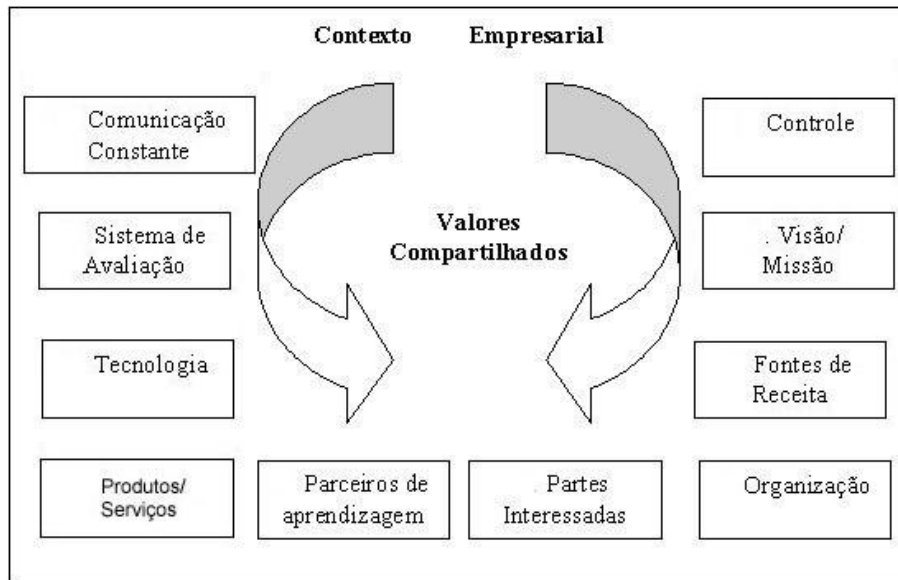 Contexto Empresarial
Comunicação
Constante
Controle
Valores
Compartilhados
Sistema de
Avaliação
. Visão/
Missão
Tecnologia
Fontes de
Receita
Produtos/
Serviços
Parceiros de
aprendizagem
. Partes
Interessadas
Organização